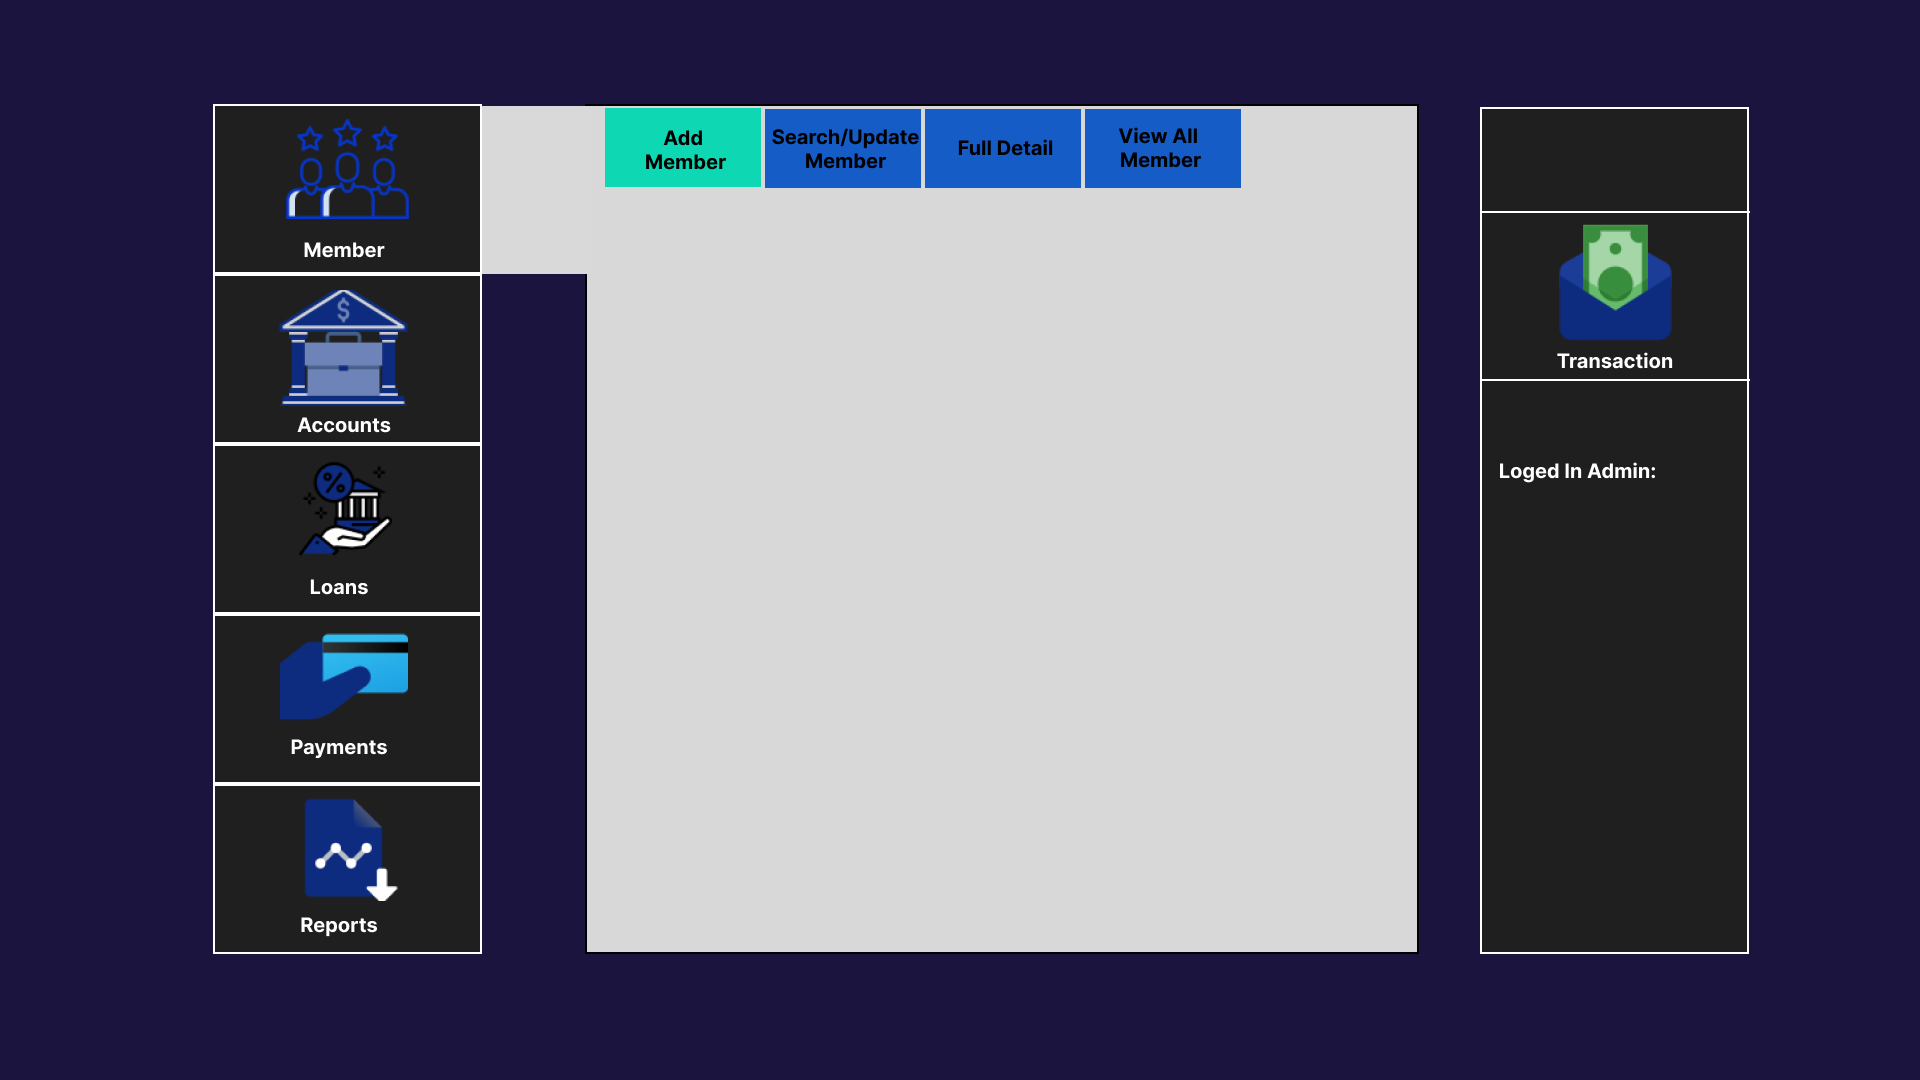 Member
Accounts
Loans
Payments
Reports
Add
Member
Search/Update
Member
Full Detail
View All
Member
Transaction
Loged In Admin: